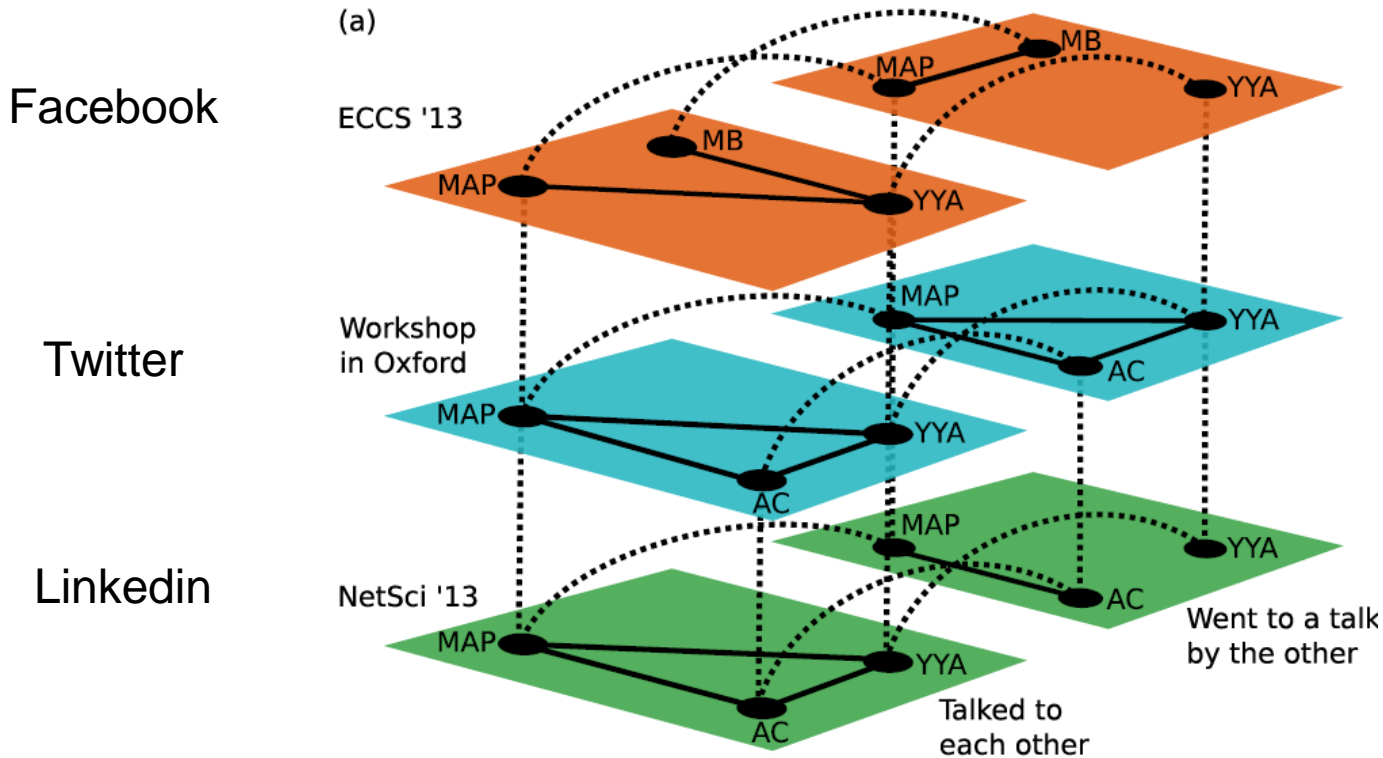 (a)
Facebook
ECCS '13
MAP
MB
YYA
MAP
MB
YYA
Twitter
Workshop
in Oxford
MAP
YYA
AC
MAP
YYA
AC
Linkedin
NetSci '13
MAP
YYA
AC
MAP
YYA
AC
Talked to
each other
Went to a talk
by the other